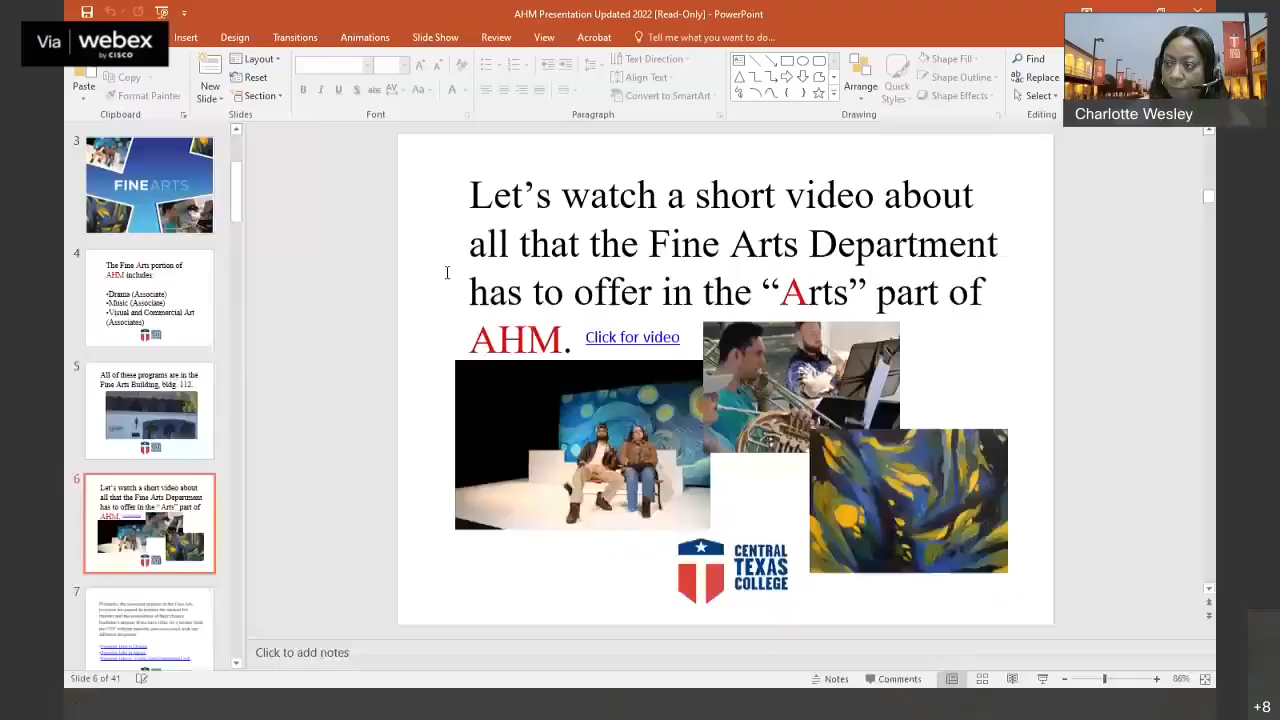 AHM Presentation Updated 2022 [Read-Only] - PowerPoint
Via webex
by CISCO
Insert Design Transitions Animations Slide Show Review View Acrobat Tell me what you want to do...
Paste
Copy
Format Painter
Clipboard
New
Slide
Layout
Reset
Section
Slides
Font
Text Direction
Align Text
Convert to SmartArt
Paragraph
Arrange
Quick
Styles
Shape Fill
Shape Outline
Shape Effects
Drawing
Find
Replace
Select
Editing
Charlotte Wesley
3
FINE ARTS
4
The Fine Arts portion of
AHM includes:
•Drama (Associate)
•Music (Associate)
•Visual and Commercial Art
(Associates)
5
All of these programs are in the
Fine Arts Building, bldg. 112.
6
Let's watch a short video about
all that the Fine Arts Department
has to offer in the “Arts” part of
AHM.
7
Let’s watch a short video about
all that the Fine Arts Department
has to offer in the “Arts” part of
AHM. Click for video
CENTRAL
TEXAS
COLLEGE
Click to add notes
Slide 6 of 41
Notes
Comments
86%
+8